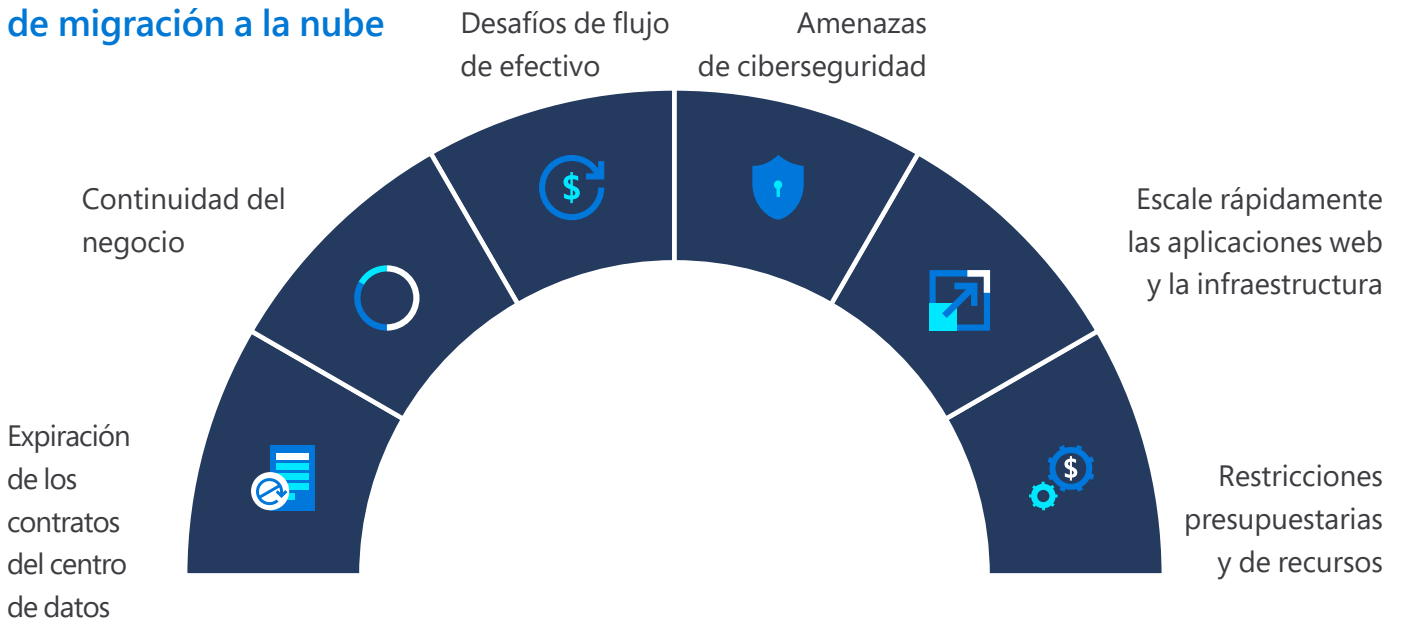 de migración a la nube
Desafíos de flujo
de efectivo
Amenazas
de ciberseguridad
Continuidad del
negocio
Escale rápidamente
las aplicaciones web
y la infraestructura
Expiración
de los
contratos
del centro
de datos
Restricciones
presupuestarias
y de recursos
$
$